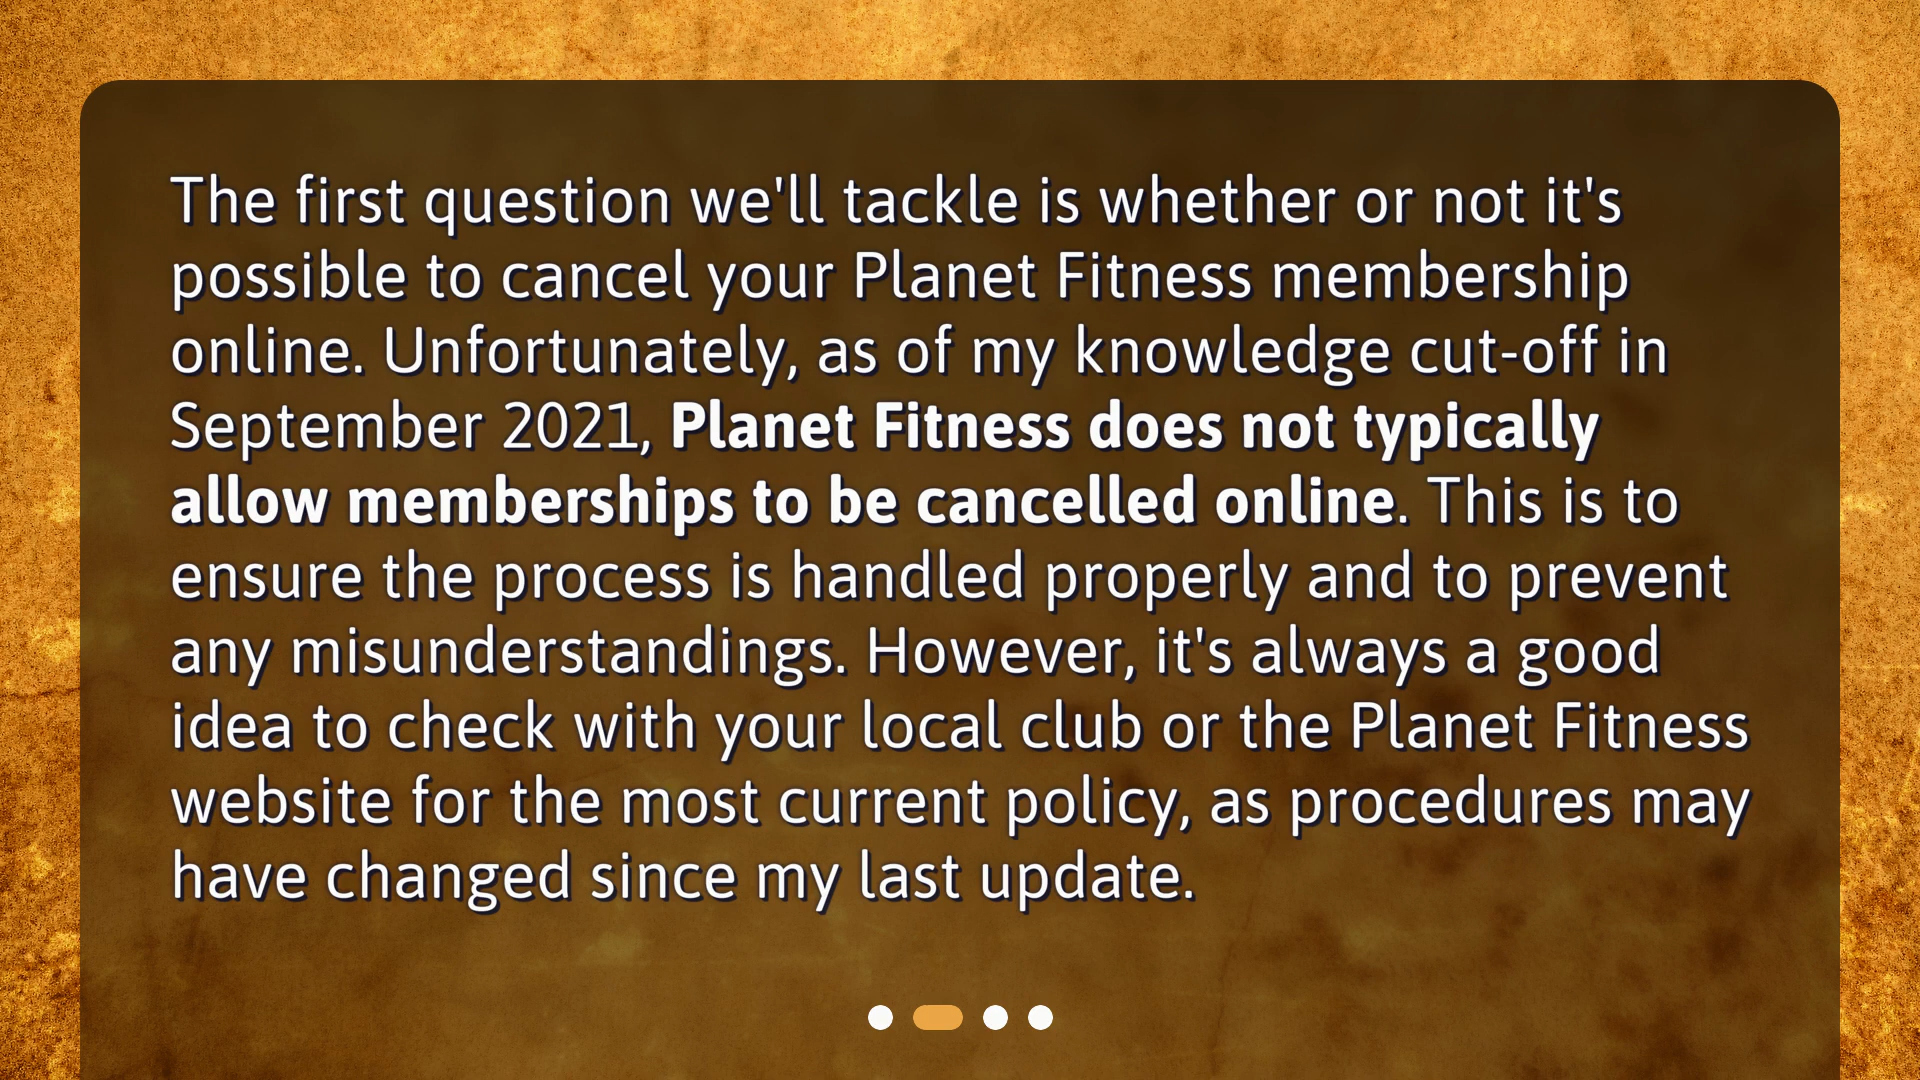 The first question we'll tackle is whether or not it's
possible to cancel your Planet Fitness membership
online. Unfortunately, as of my knowledge cut-off in
September 2021, Planet Fitness does not typically
allow memberships to be cancelled online. This is to
ensure the process is handled properly and to prevent
any misunderstandings. However, it's always a good
idea to check with your local club or the Planet Fitness
website for the most current policy, as procedures may
have changed since my last update.